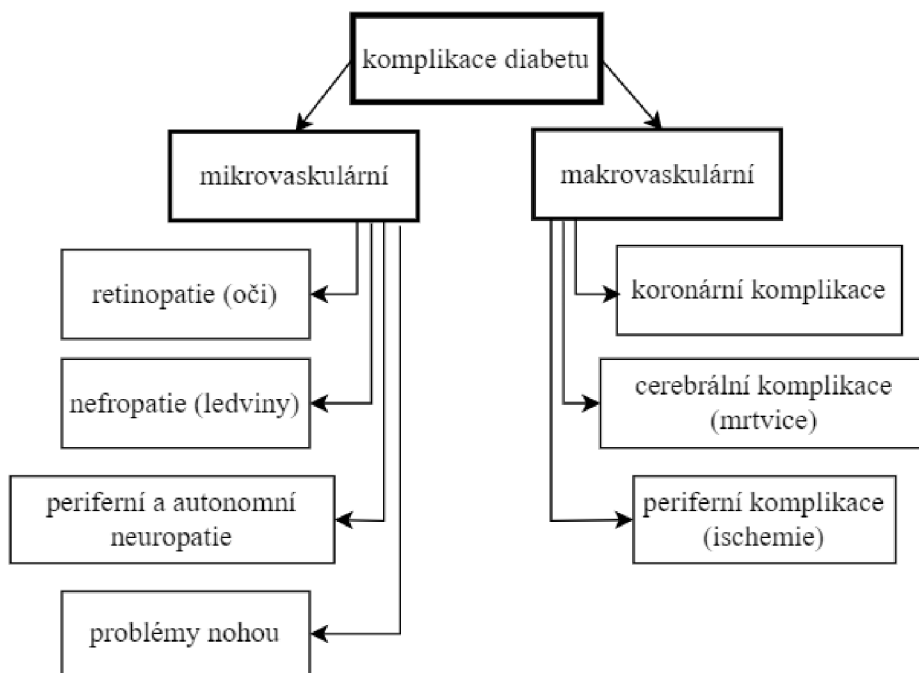 komplikace diabetu
mikrovaskulární
makrovaskulární
retinopatie (oči)
koronární komplikace
nefropatie (ledviny)
cerebrální komplikace
(mrtvice)
periferní a autonomní
neuropatie
periferní komplikace
(ischemie)
problémy nohou